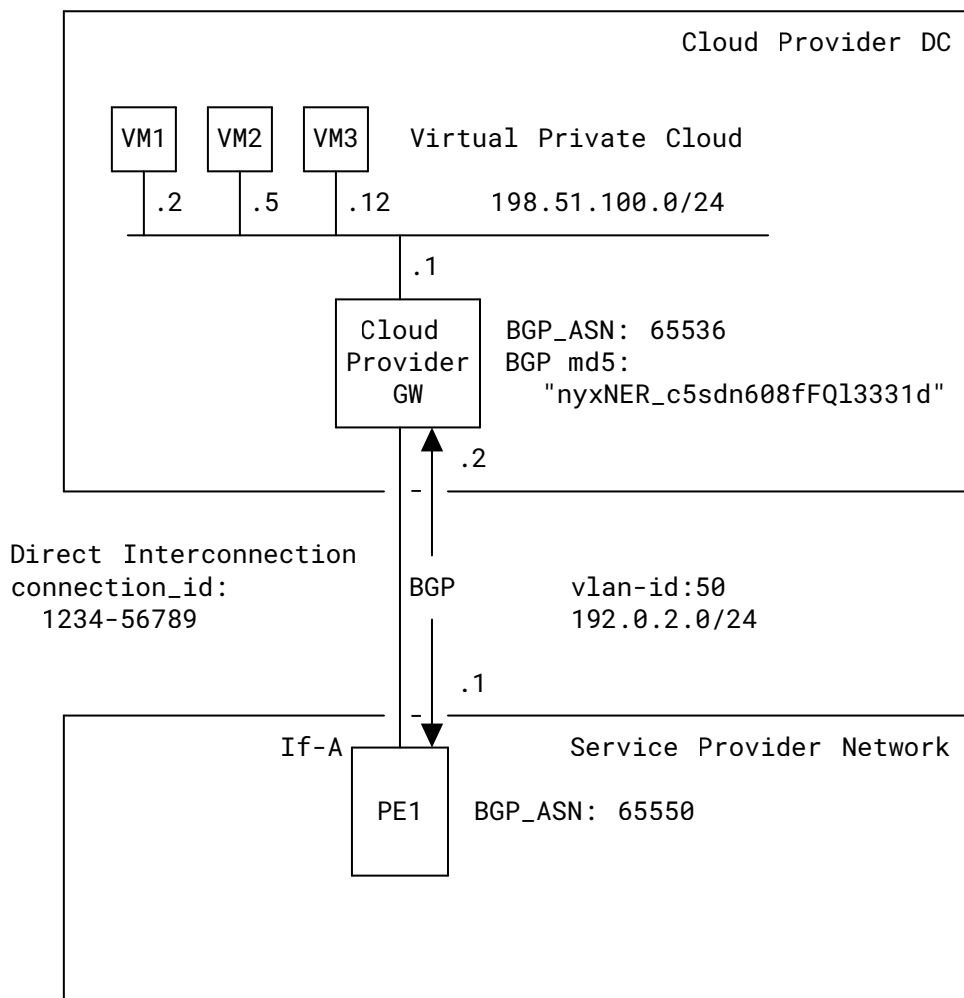 Cloud Provider DC
VM1 VM2 VM3 Virtual Private Cloud
.2 .5 .12 198.51.100.0/24
.1
Cloud BGP_ASN: 65536
Provider BGP md5:
GW "nyxNER_c5sdn608fFQl3331d"
.2
Direct Interconnection
connection_id: BGP vlan-id:50
1234-56789 192.0.2.0/24
.1
If-A Service Provider Network
PE1 BGP_ASN: 65550